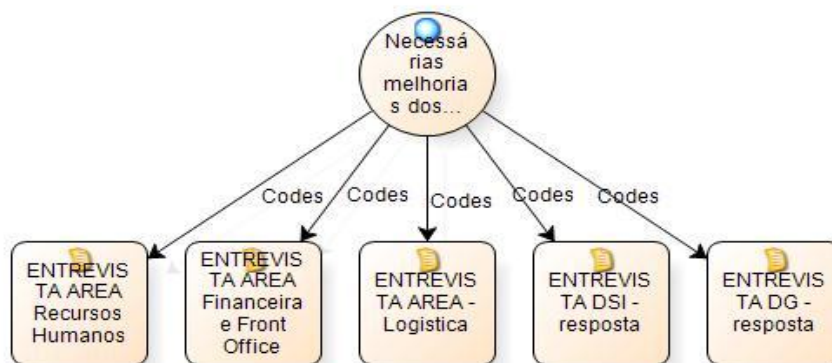 Necessá
rias
melhoria
s dos...
Codes
Codes
Codes
Codes
Codes
ENTREVIS
TA AREA
Recursos
Humanos
ENTREVIS
TA AREA
Financeira
e Front
Office
ENTREVIS
TA AREA -
Logistica
ENTREVIS
TA DSI -
resposta
ENTREVIS
TA DG -
resposta